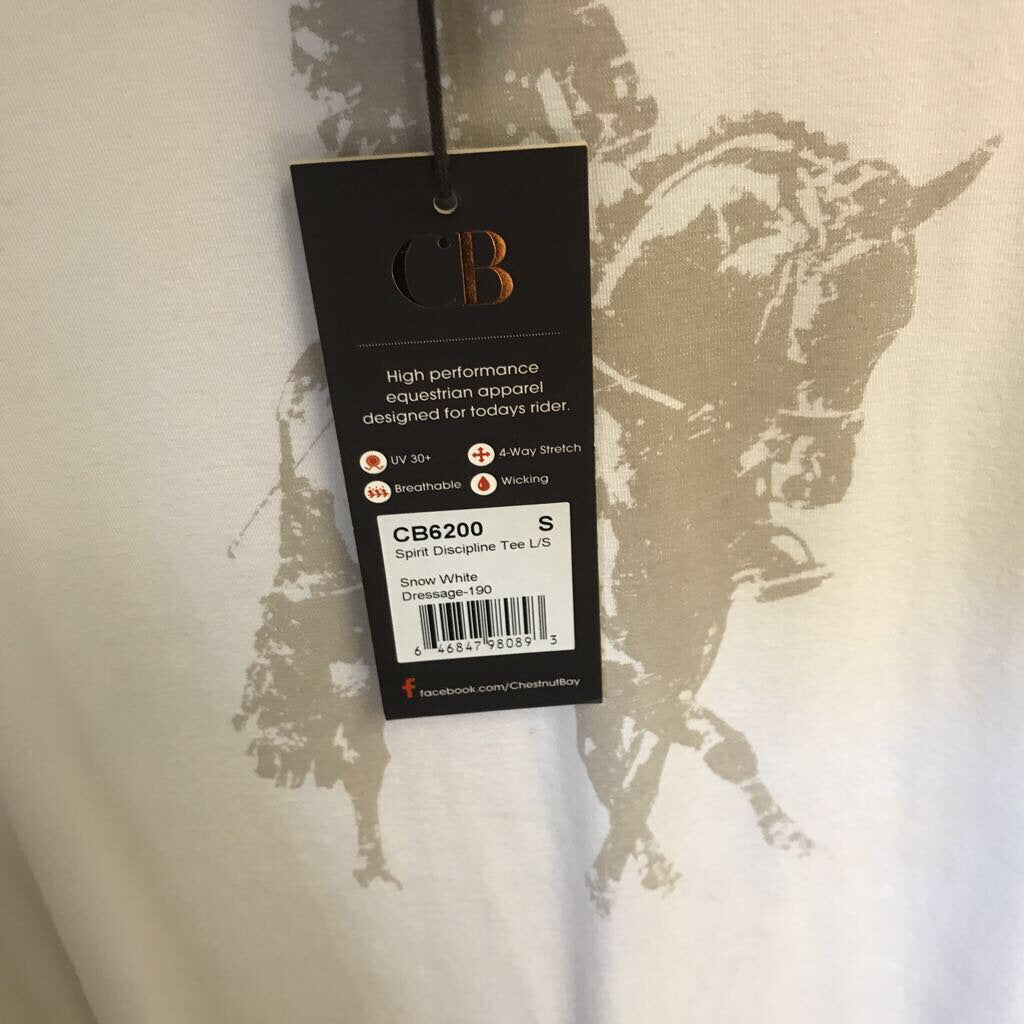 CB
High performance
equestrian apparel
designed for todays rider.
UV 30+ 4-Way Stretch
Breathable Wicking
CB6200 S
Spirit Discipline Tee L/S
Snow White
Dressage-190
6 46847 98089 3
facebook.com/ChestnutBay